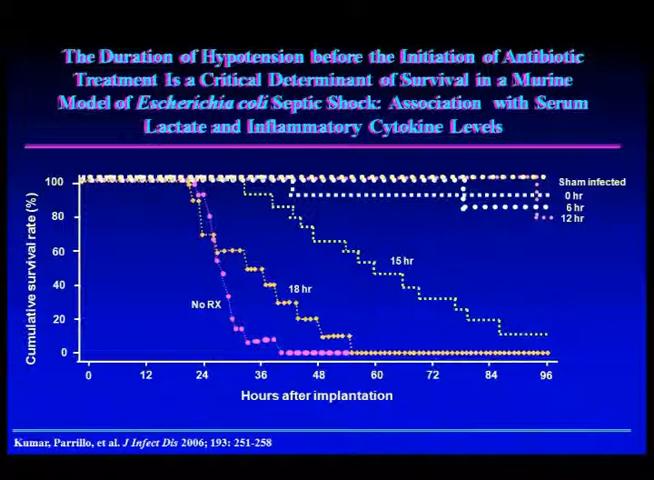 The Duration of Hypotension before the Initiation of Antibiotic
Treatment Is a Critical Determinant of Survival in a Murine
Model of Escherichia coli Septic Shock: Association with Serum
Lactate and Inflammatory Cytokine Levels
Cumulative survival rate (%)
100
80
60
40
20
0
Sham infected
0 hr
6 hr
12 hr
15 hr
18 hr
No RX
0 12 24 36 48 60 72 84 96
Hours after implantation
Kumar, Parrillo, et al. J Infect Dis 2006; 193: 251-258